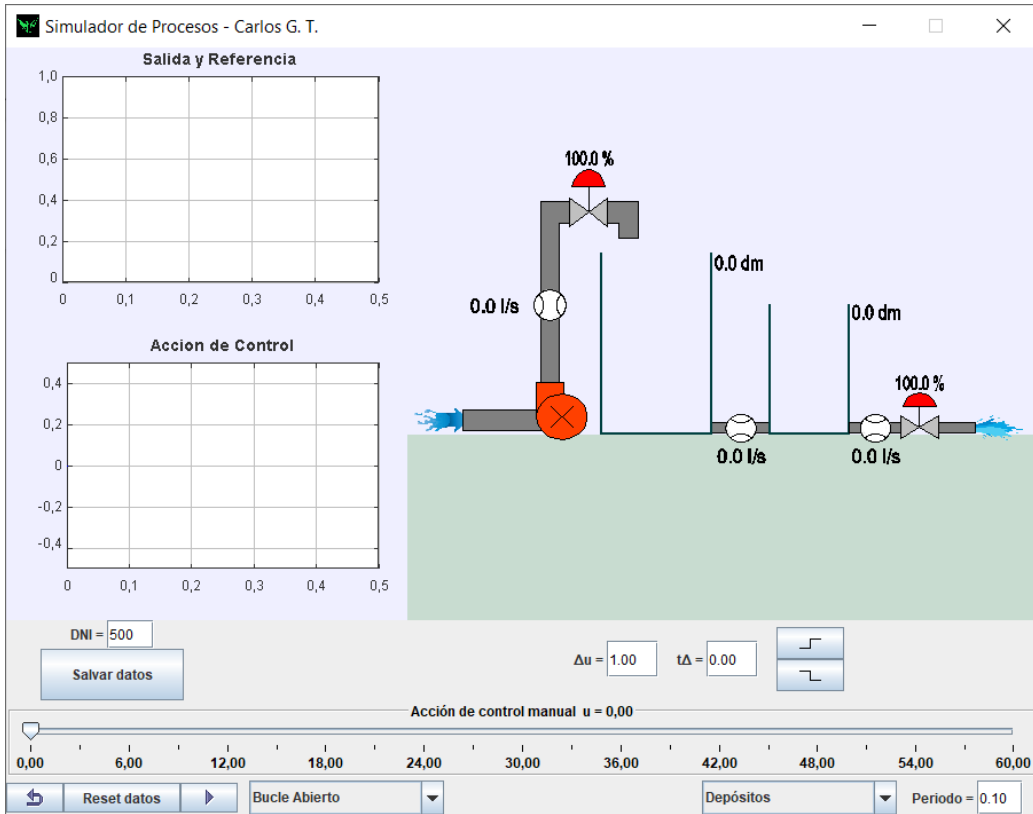 Simulador de Procesos - Carlos G. T.
Salida y Referencia
1,0
0,8
0,6
0,4
0,2
0
0 0,1 0,2 0,3 0,4 0,5
Accion de Control
0,4
0,2
0
-0,2
-0,4
0 0,1 0,2 0,3 0,4 0,5
100.0 %
0.0 dm
0.0 l/s
0.0 dm
100.0 %
0.0 l/s 0.0 l/s
DNI = 500
Salvar datos
Δu = 1.00 tΔ = 0.00
Acción de control manual u = 0,00
0,00 6,00 12,00 18,00 24,00 30,00 36,00 42,00 48,00 54,00 60,00
Reset datos Bucle Abierto Depósitos Periodo = 0.10